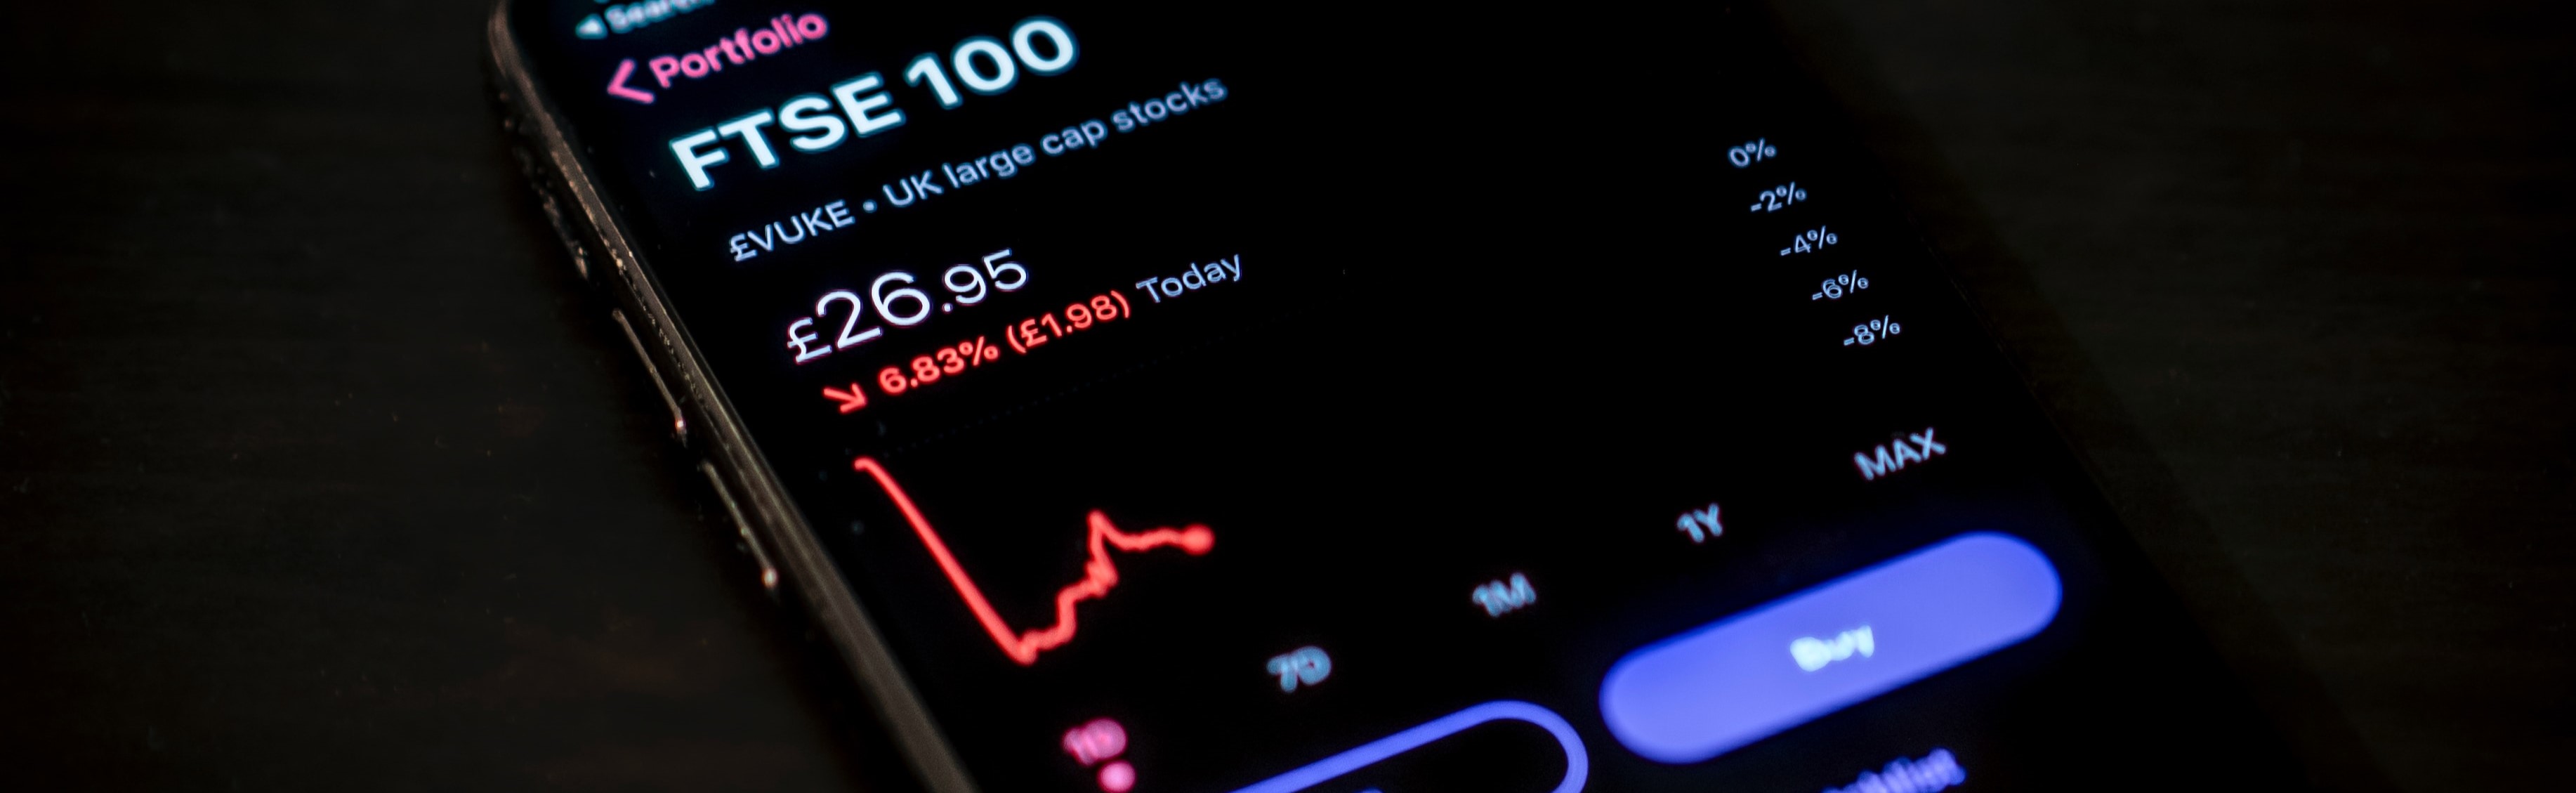 Search
Portfolio
FTSE 100
£VUKE • UK large cap stocks
£26.95
6.83% (£1.98) Today
0%
-2%
-4%
-6%
-8%
1D 7D 1M 1Y MAX
Buy